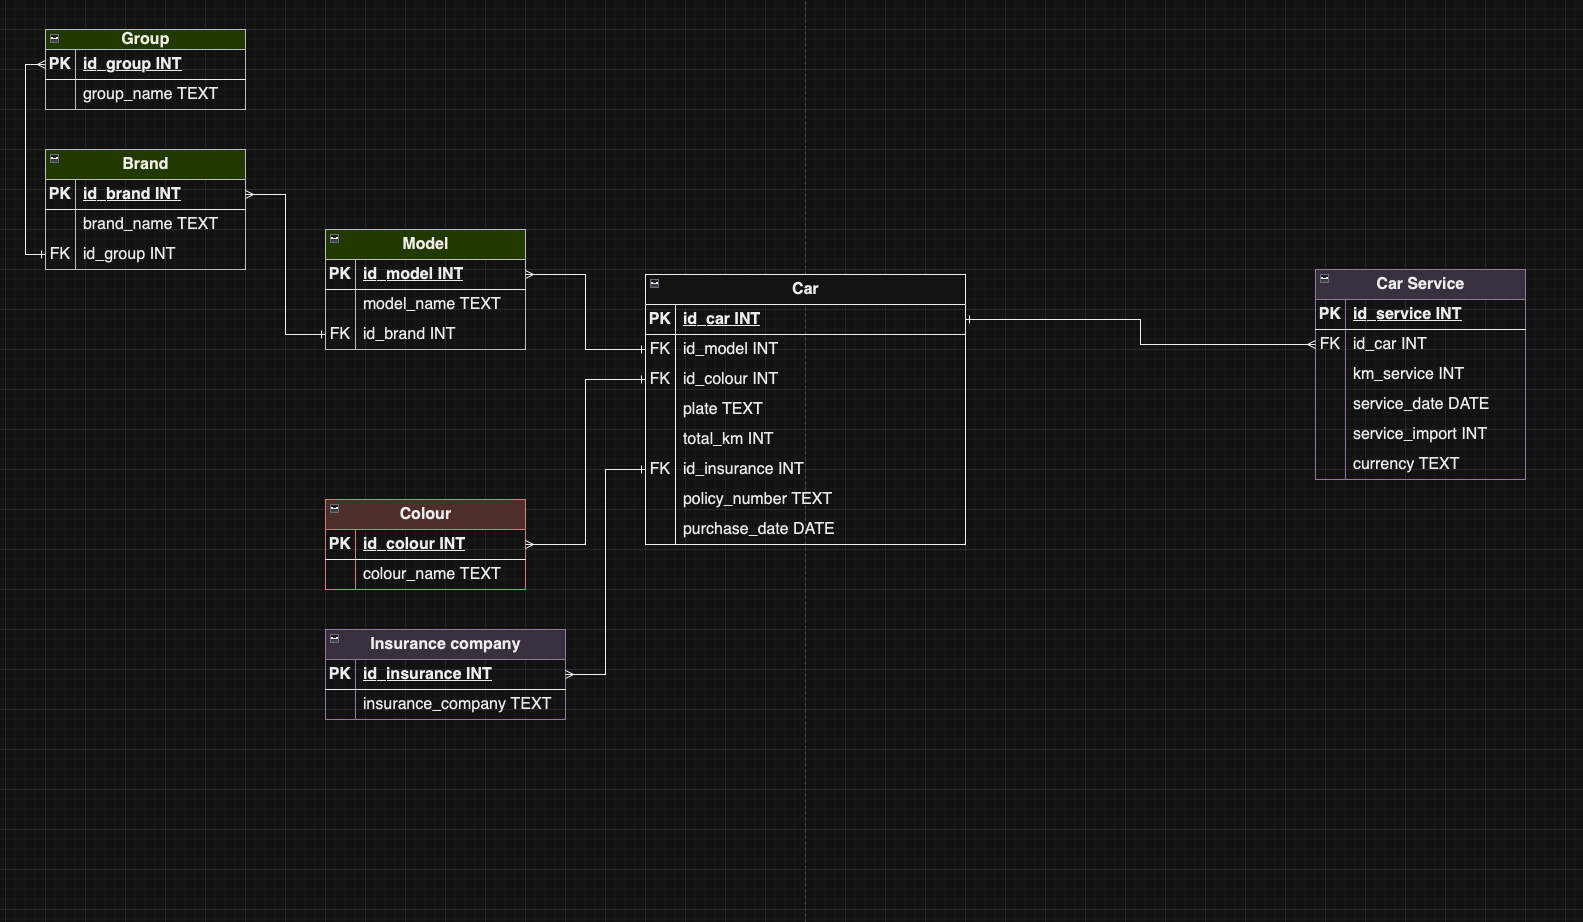 Group
PK id_group INT
group_name TEXT
Brand
PK id_brand INT
brand_name TEXT
FK id_group INT
Model
PK id_model INT
model_name TEXT
FK id_brand INT
Colour
PK id_colour INT
colour_name TEXT
Insurance company
PK id_insurance INT
insurance_company TEXT
Car
PK id_car INT
FK id_model INT
FK id_colour INT
plate TEXT
total_km INT
FK id_insurance INT
policy_number TEXT
purchase_date DATE
Car Service
PK id_service INT
FK id_car INT
km_service INT
service_date DATE
service_import INT
currency TEXT